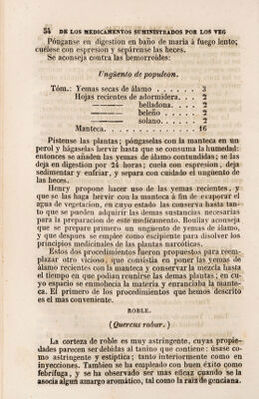 54 DE LOS MEDICAMENTOS SUMINISTRADOS POR LOS VEG
Pónganse en digestion en baño de maria á fuego lento;
cuélese con espresion y sepárense las heces.
Se aconseja contra las hemorróides:
Ungüento de populeon.
Tóm.: Yemas secas de álamo . . . . . . 3
Hojas recientes de adormidera. . . 2
——— belladona. . . 2
——— beleño . . . 2
——— solano. . . . 2
Manteca. . . . . . . . . . 16
Pístense las plantas; pónganselas con la manteca en un
perol y hágaselas hervir hasta que se consuma la humedad:
entonces se añaden las yemas de álamo contundidas; se las
deja en digestion por 24 horas; cuela con espresion, deja
sedimentar y enfriar, y separa con cuidado el ungüento de
las heces.
Henry propone hacer uso de las yemas recientes, y
que se las haga hervir con la manteca á fin de evaporar el
agua de vegetacion, en cuyo estado las conserva hasta tan-
to que se pueden adquirir las demas sustancias necesarias
para la preparacion de este medicamento. Boullay aconseja
que se prepare primero un ungüento de yemas de álamo,
y que despues se emplee como escipiente para disolver los
principios medicinales de las plantas narcóticas.
Estos dos procedimientos fueron propuestos para reem-
plazar otro vicioso, que consistia en poner las yemas de
álamo recientes con la manteca y conservar la mezcla hasta
el tiempo en que podian reunirse las demas plantas; en cu-
yo espacio se enmohecia la materia y enranciaba la mante-
ca. El primero de los procedimientos que hemos descrito
es el mas conveniente.
ROBLE.
(Quercus robur.)
La corteza de roble es muy astringente, cuyas propie-
dades parecen ser debidas al tanino que contiene: úsase co-
mo astringente y estíptica; tanto interiormente como en
inyecciones. Tambien se ha empleado con buen éxito como
febrífuga, y se ha observado ser mas eficaz cuando se la
asocia algun amargo aromático, tal como la raiz de genciana.